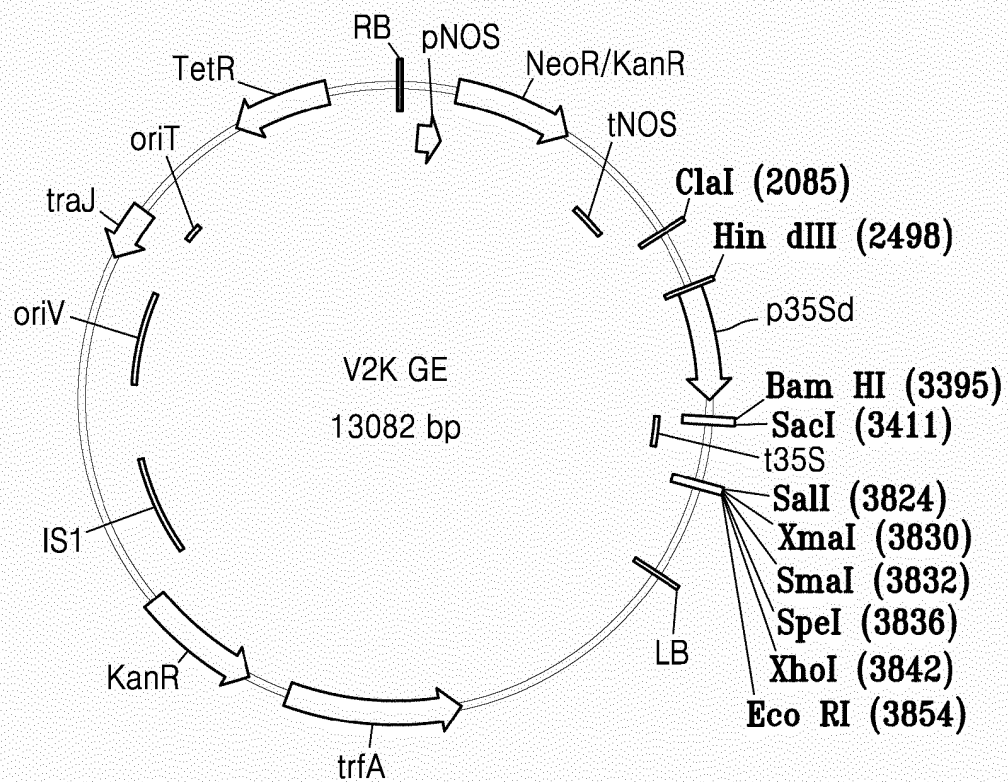 RB
pNOS
TetR
NeoR/KanR
oriT
tNOS
traJ
ClaI (2085)
Hin dIII (2498)
oriV
p35Sd
V2K GE
13082 bp
Bam HI (3395)
SacI (3411)
t35S
SalI (3824)
IS1
XmaI (3830)
SmaI (3832)
SpeI (3836)
LB
XhoI (3842)
KanR
Eco RI (3854)
trfA